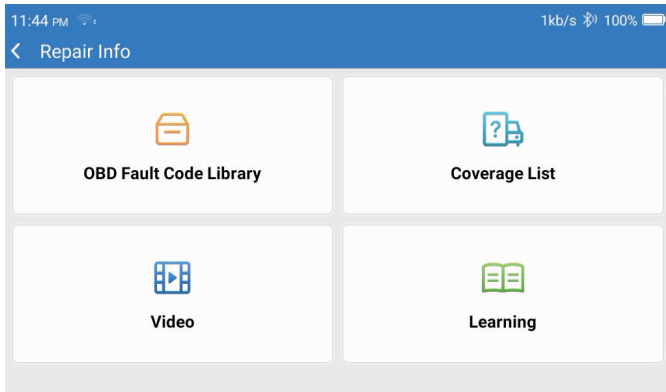 11:44 PM 1kb/s 100%
Repair Info
OBD Fault Code Library
Coverage List
Video
Learning